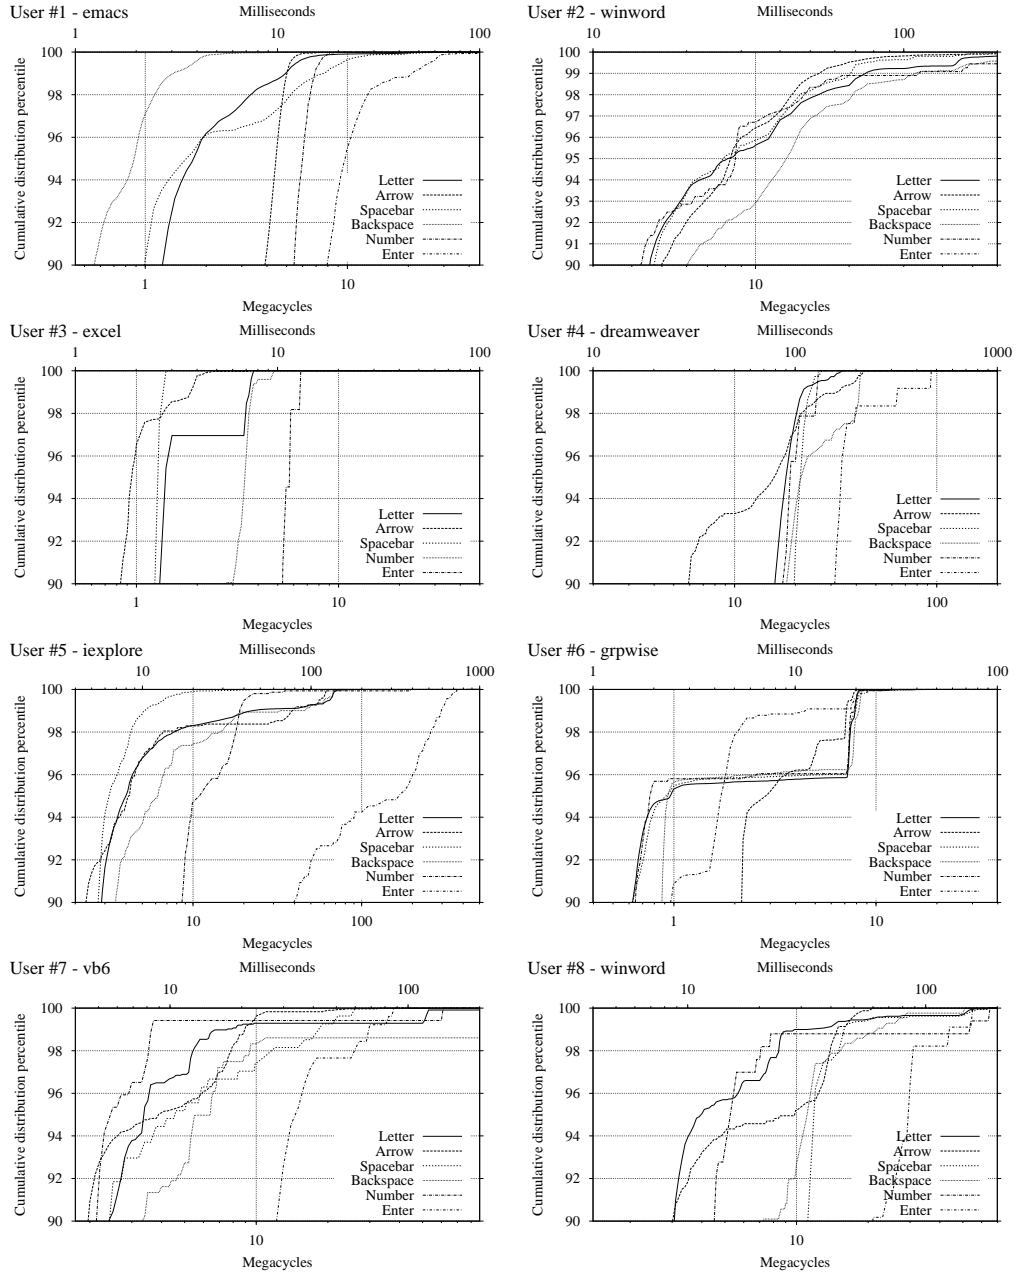 User #1 - emacs
Milliseconds
1 10 100
Cumulative distribution percentile
100
98
96
94
92
90
Letter
Arrow
Spacebar
Backspace
Number
Enter
1 10
Megacycles
User #2 - winword
Milliseconds
10 100
Cumulative distribution percentile
100
99
98
97
96
95
94
93
92
91
90
Letter
Arrow
Spacebar
Backspace
Number
Enter
10
Megacycles
User #3 - excel
Milliseconds
1 10 100
Cumulative distribution percentile
100
98
96
94
92
90
Letter
Arrow
Spacebar
Backspace
Number
Enter
1 10
Megacycles
User #4 - dreamweaver
Milliseconds
10 100 1000
Cumulative distribution percentile
100
98
96
94
92
90
Letter
Arrow
Spacebar
Backspace
Number
Enter
10 100
Megacycles
User #5 - iexplore
Milliseconds
10 100 1000
Cumulative distribution percentile
100
98
96
94
92
90
Letter
Arrow
Spacebar
Backspace
Number
Enter
10 100
Megacycles
User #6 - grpwise
Milliseconds
1 10 100
Cumulative distribution percentile
100
98
96
94
92
90
Letter
Arrow
Spacebar
Backspace
Number
Enter
1 10
Megacycles
User #7 - vb6
Milliseconds
10 100
Cumulative distribution percentile
100
98
96
94
92
90
Letter
Arrow
Spacebar
Backspace
Number
Enter
10
Megacycles
User #8 - winword
Milliseconds
10 100
Cumulative distribution percentile
100
98
96
94
92
90
Letter
Arrow
Spacebar
Backspace
Number
Enter
10
Megacycles